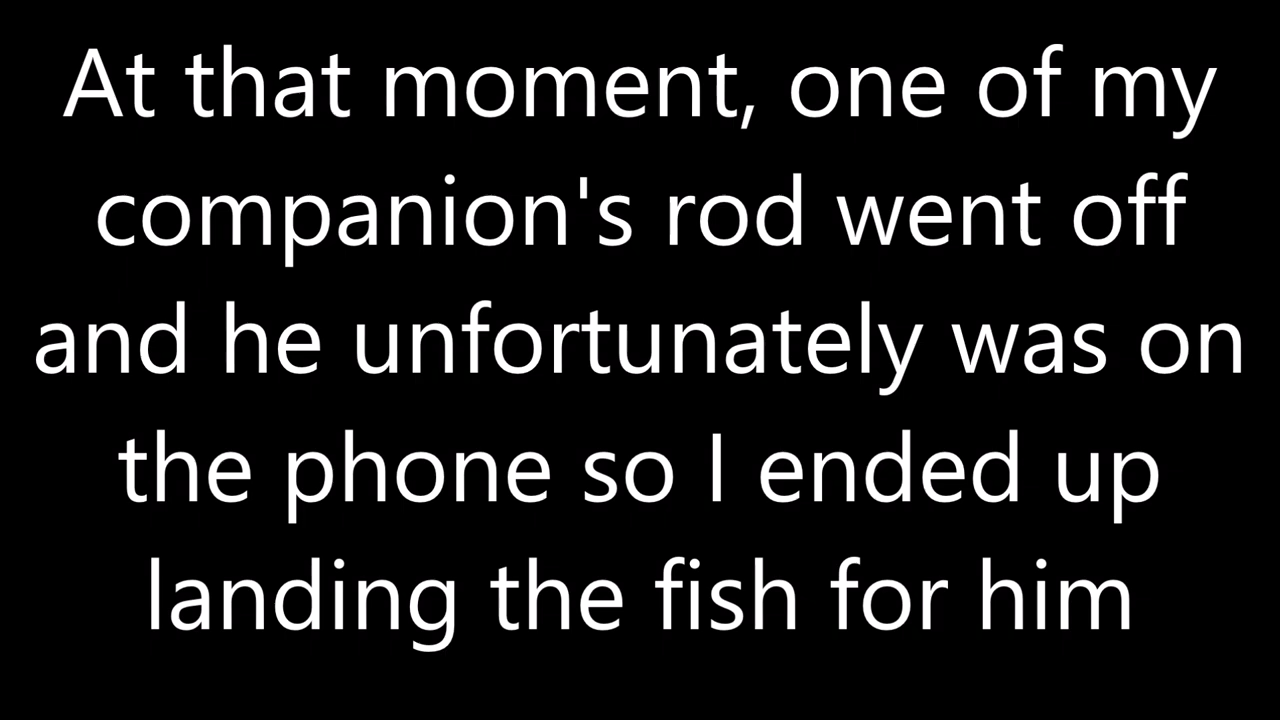 At that moment, one of my
companion's rod went off
and he unfortunately was on
the phone so I ended up
landing the fish for him